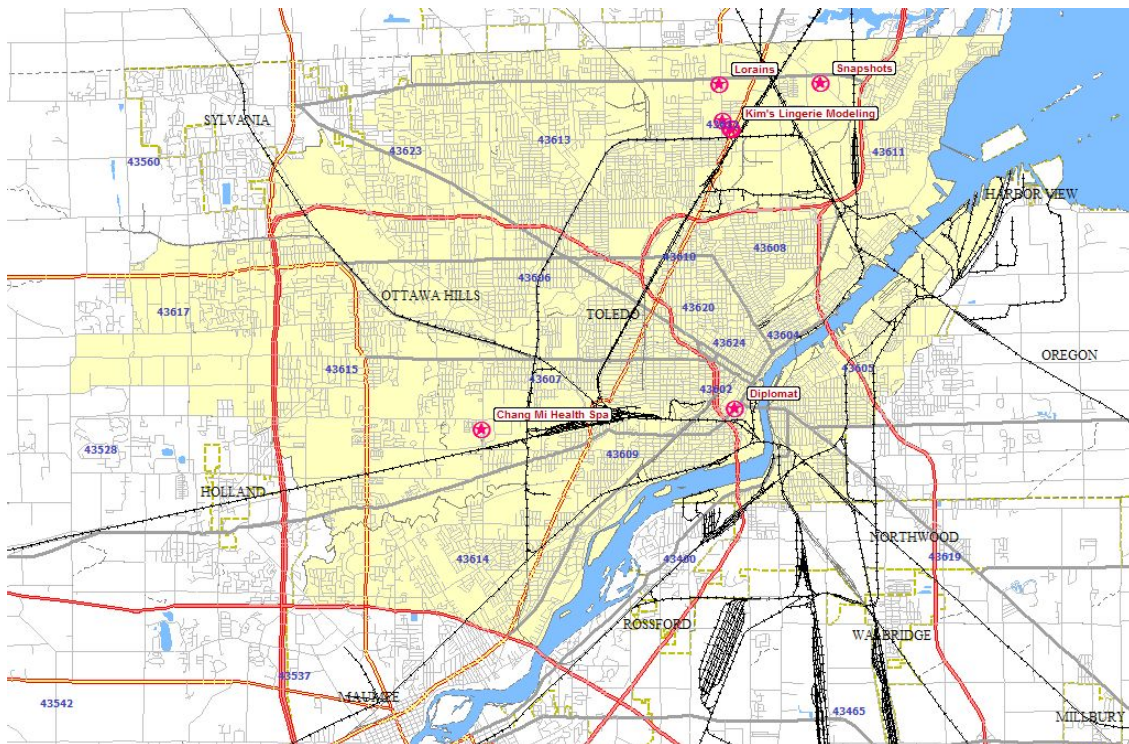 Lorains
Snapshots
Kim's Lingerie Modeling
SYLVANIA
43613
43623
43611
43560
HARBOR VIEW
43608
43610
43606
OTTAWA HILLS
43620
TOLEDO
43617
43604
43624
OREGON
43615
43605
43607
43602
Diplomat
Chang Mi Health Spa
43528
43609
HOLLAND
NORTHWOOD
43614
43460
43619
ROSSFORD
WALBRIDGE
43537
MAUMEE
43542
43465
MILLBURY